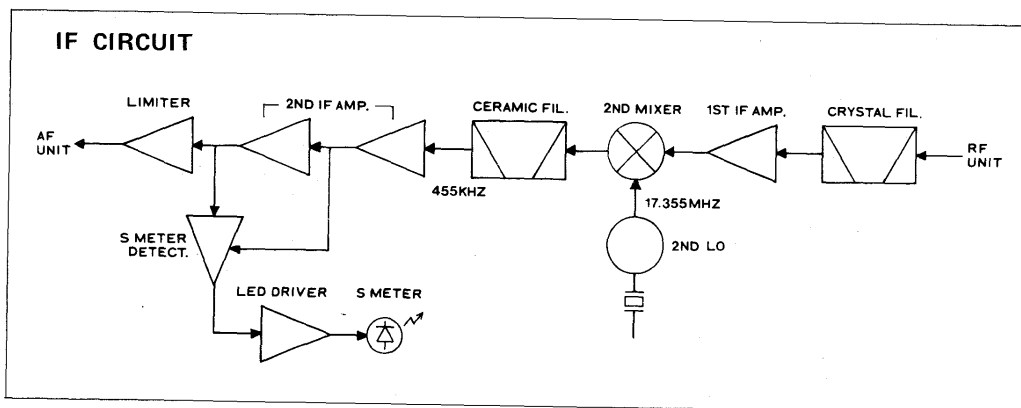 IF CIRCUIT
LIMITER
2ND IF AMP.
CERAMIC FIL.
2ND MIXER
1ST IF AMP.
CRYSTAL FIL.
AF
UNIT
RF
UNIT
455KHZ
17.355MHZ
S METER
DETECT.
2ND LO
LED DRIVER
S METER